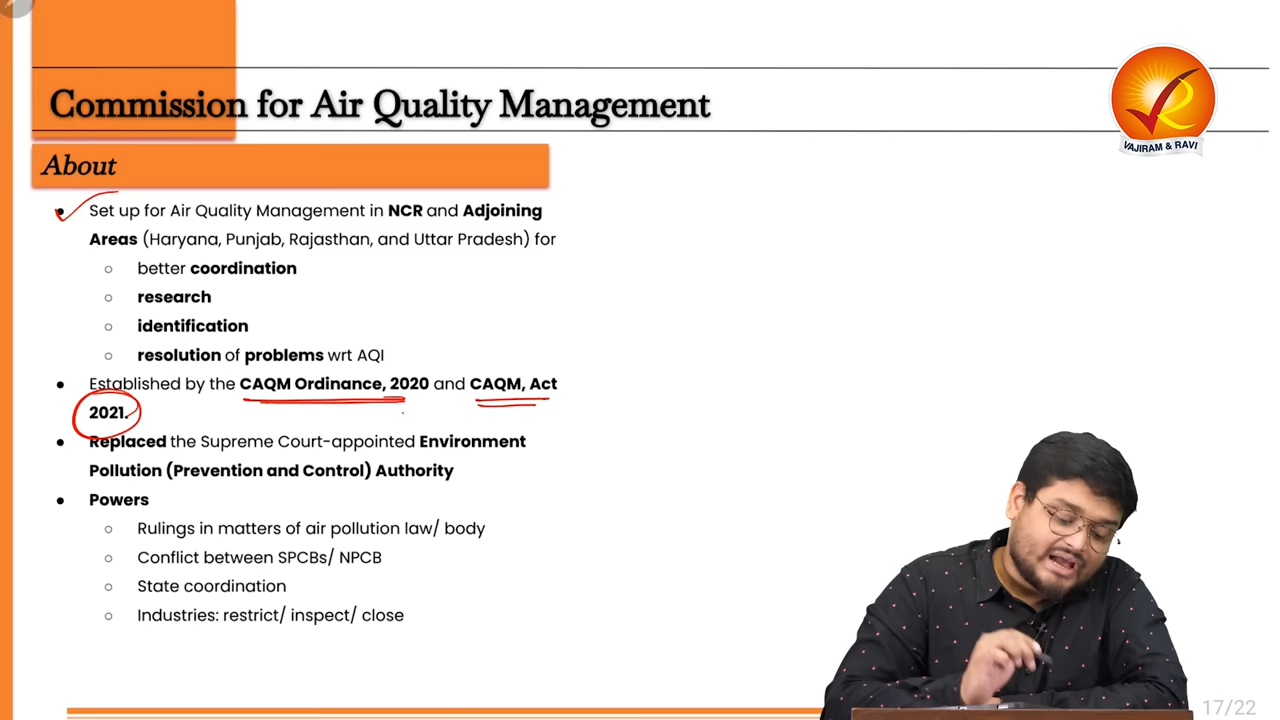 Commission for Air Quality Management
VAJIRAM & RAVI
About
● Set up for Air Quality Management in NCR and Adjoining
Areas (Haryana, Punjab, Rajasthan, and Uttar Pradesh) for
○ better coordination
○ research
○ identification
○ resolution of problems wrt AQI
● Established by the CAQM Ordinance, 2020 and CAQM, Act
2021.
● Replaced the Supreme Court-appointed Environment
Pollution (Prevention and Control) Authority
● Powers
○ Rulings in matters of air pollution law/ body
○ Conflict between SPCBs/ NPCB
○ State coordination
○ Industries: restrict/ inspect/ close
17/22